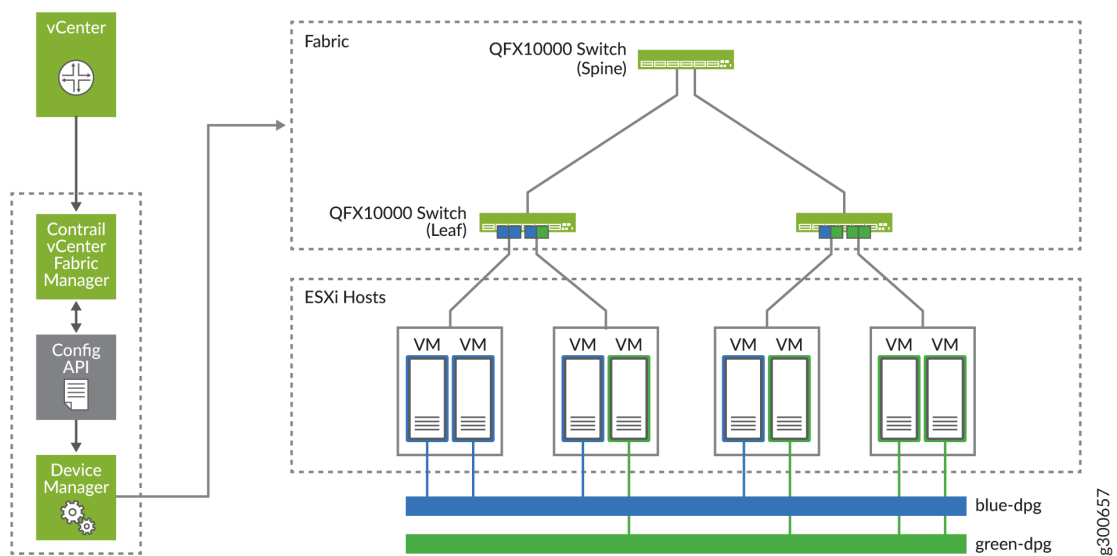 vCenter
Contrail
vCenter
Fabric
Manager
Config
API
Device
Manager
Fabric
QFX10000 Switch
(Spine)
QFX10000 Switch
(Leaf)
ESXi Hosts
VM VM
VM VM
VM VM
VM VM
blue-dpg
green-dpg
g300657